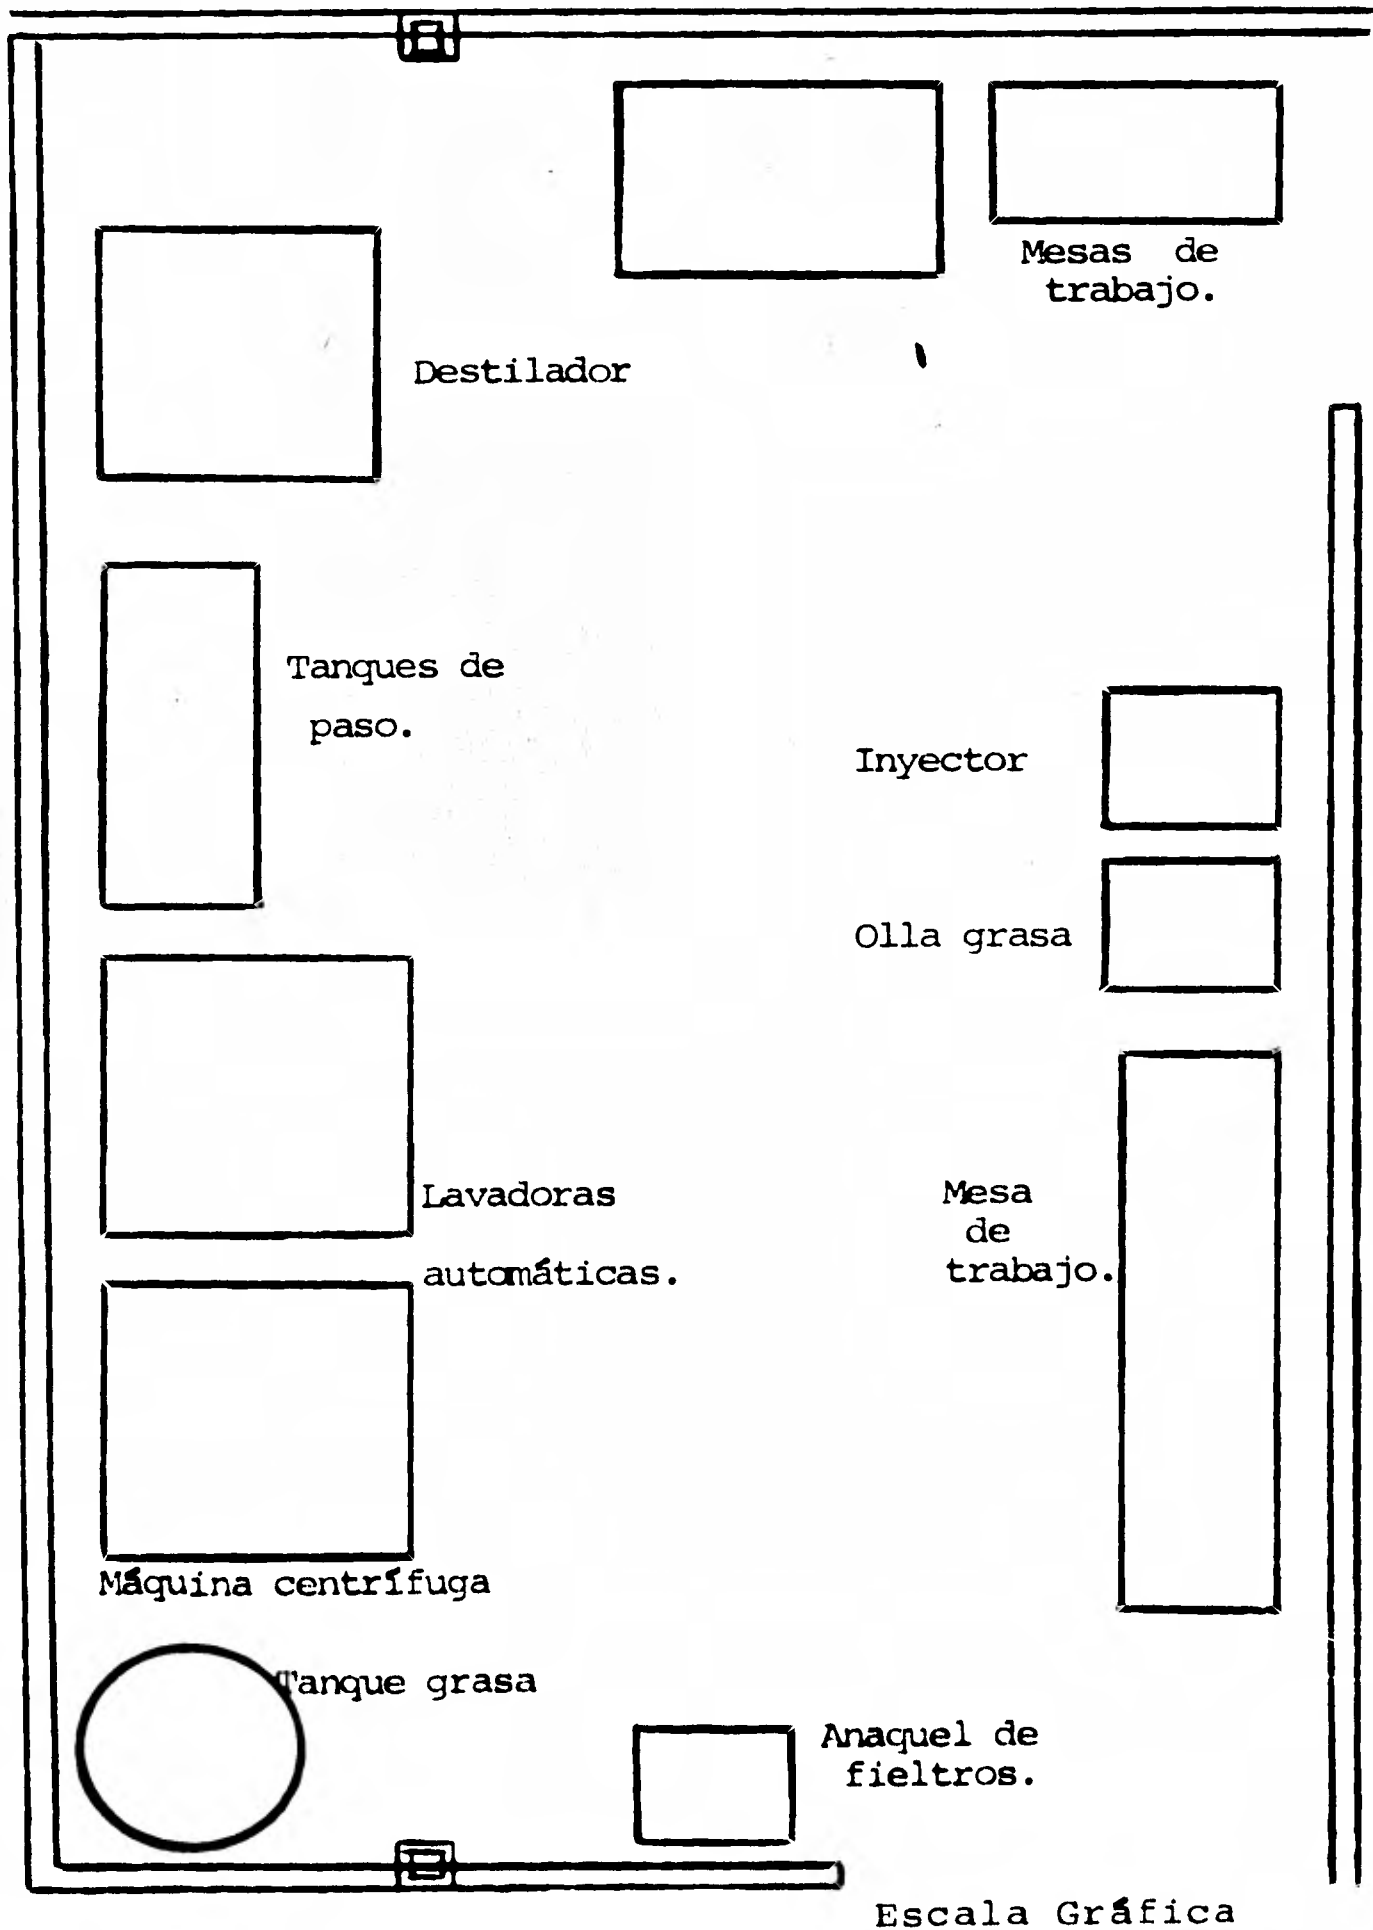 Mesas de
trabajo.
Destilador
Tanques de
paso.
Inyector
Olla grasa
Lavadoras
automáticas.
Mesa
de
trabajo.
Máquina centrífuga
Tanque grasa
Anaquel de
fieltros.
Escala Gráfica